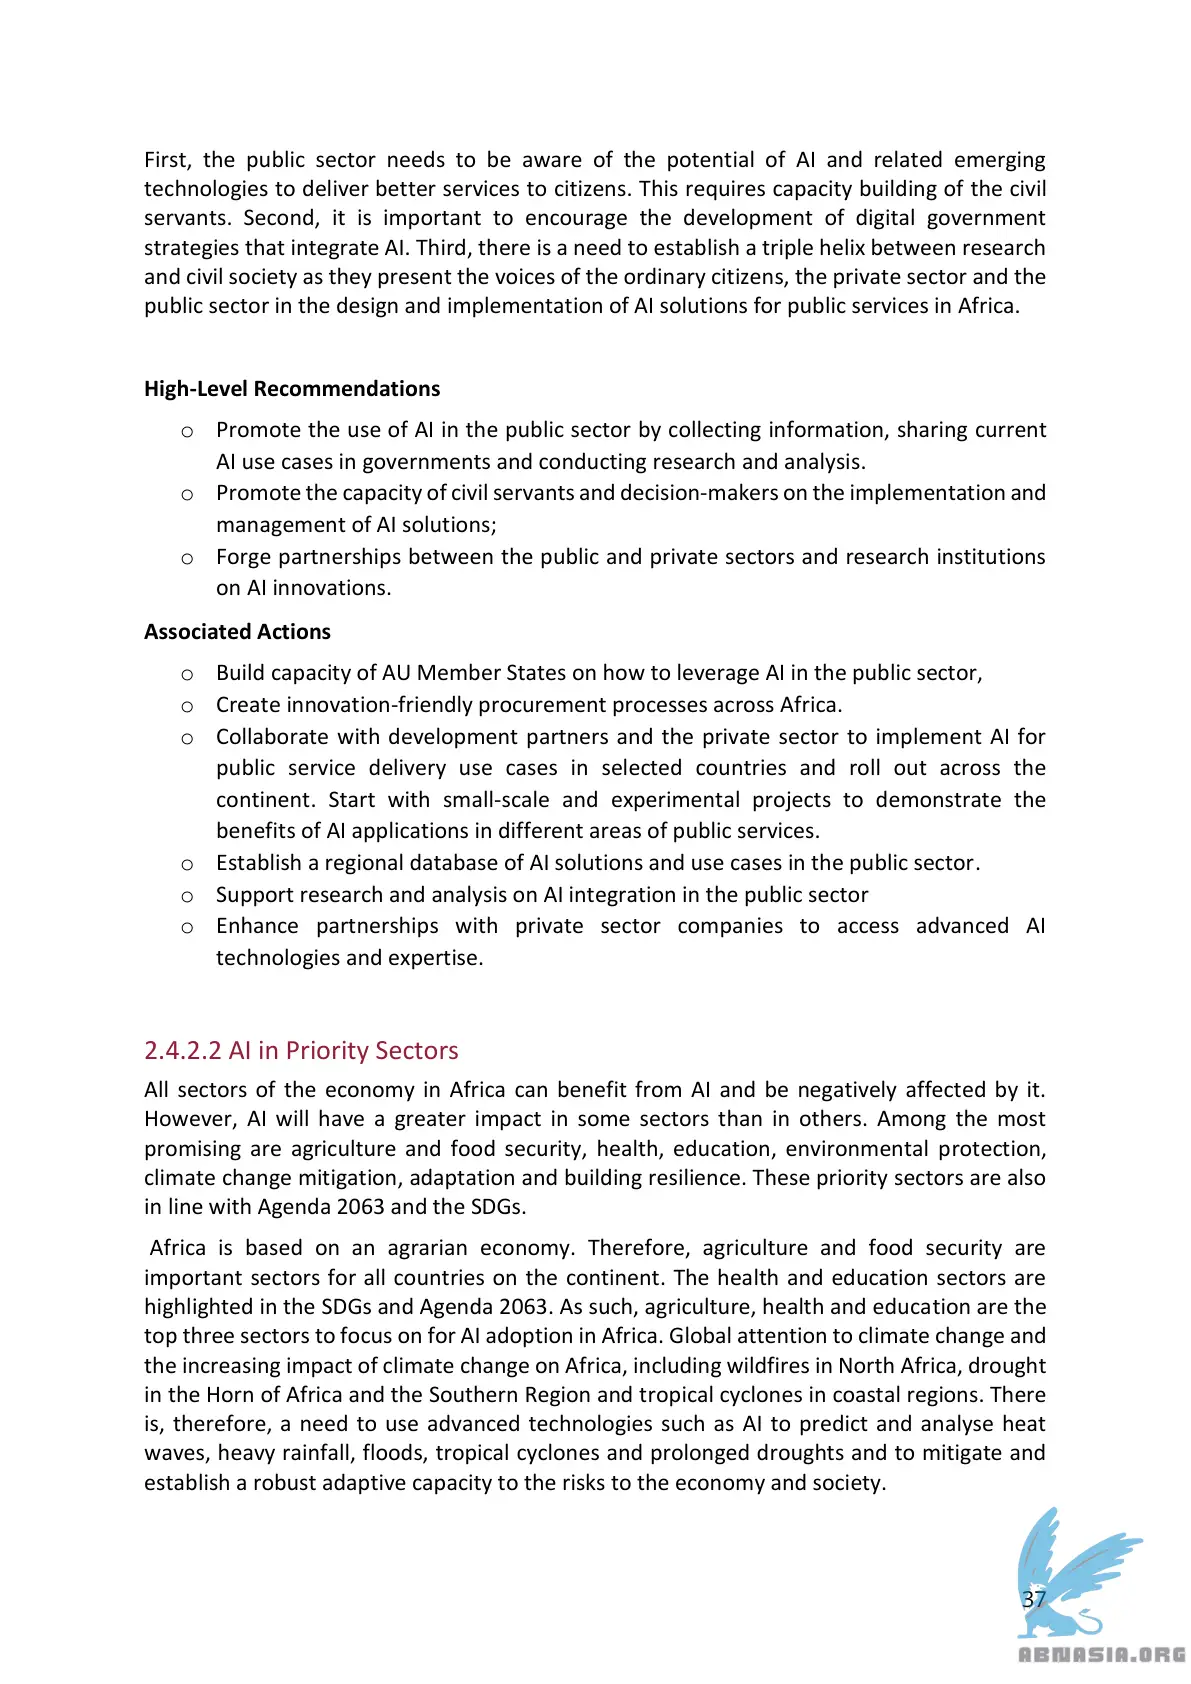 First, the public sector needs to be aware of the potential of AI and related emerging
technologies to deliver better services to citizens. This requires capacity building of the civil
servants. Second, it is important to encourage the development of digital government
strategies that integrate AI. Third, there is a need to establish a triple helix between research
and civil society as they present the voices of the ordinary citizens, the private sector and the
public sector in the design and implementation of AI solutions for public services in Africa.
High-Level Recommendations
o Promote the use of AI in the public sector by collecting information, sharing current
AI use cases in governments and conducting research and analysis.
o Promote the capacity of civil servants and decision-makers on the implementation and
management of AI solutions;
o Forge partnerships between the public and private sectors and research institutions
on AI innovations.
Associated Actions
o Build capacity of AU Member States on how to leverage AI in the public sector,
o Create innovation-friendly procurement processes across Africa.
o Collaborate with development partners and the private sector to implement AI for
public service delivery use cases in selected countries and roll out across the
continent. Start with small-scale and experimental projects to demonstrate the
benefits of AI applications in different areas of public services.
o Establish a regional database of AI solutions and use cases in the public sector.
o Support research and analysis on AI integration in the public sector
o Enhance partnerships with private sector companies to access advanced AI
technologies and expertise.
2.4.2.2 AI in Priority Sectors
All sectors of the economy in Africa can benefit from AI and be negatively affected by it.
However, AI will have a greater impact in some sectors than in others. Among the most
promising are agriculture and food security, health, education, environmental protection,
climate change mitigation, adaptation and building resilience. These priority sectors are also
in line with Agenda 2063 and the SDGs.
Africa is based on an agrarian economy. Therefore, agriculture and food security are
important sectors for all countries on the continent. The health and education sectors are
highlighted in the SDGs and Agenda 2063. As such, agriculture, health and education are the
top three sectors to focus on for AI adoption in Africa. Global attention to climate change and
the increasing impact of climate change on Africa, including wildfires in North Africa, drought
in the Horn of Africa and the Southern Region and tropical cyclones in coastal regions. There
is, therefore, a need to use advanced technologies such as AI to predict and analyse heat
waves, heavy rainfall, floods, tropical cyclones and prolonged droughts and to mitigate and
establish a robust adaptive capacity to the risks to the economy and society.
37
ABNASIA.ORG